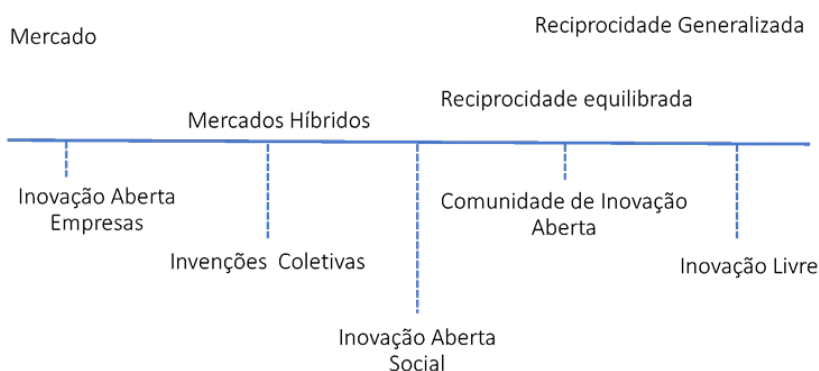 Mercado
Reciprocidade Generalizada
Mercados Híbridos
Reciprocidade equilibrada
Inovação Aberta
Empresas
Invenções Coletivas
Inovação Aberta
Social
Comunidade de Inovação
Aberta
Inovação Livre